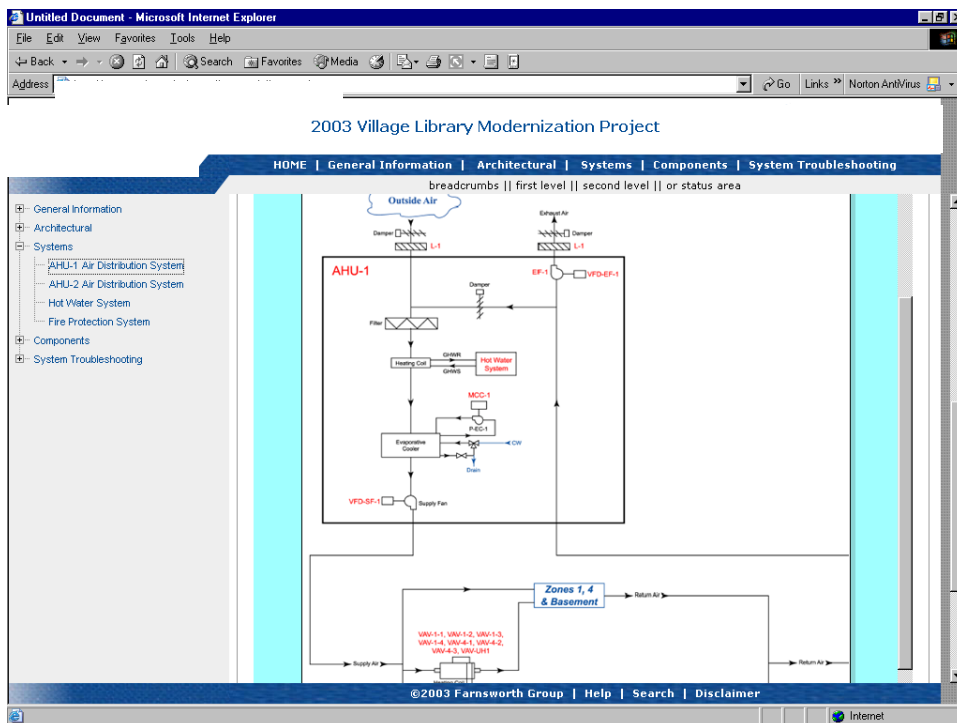 Untitled Document - Microsoft Internet Explorer
File Edit View Favorites Tools Help
Back Search Favorites Media
Address Go Links » Norton AntiVirus
2003 Village Library Modernization Project
HOME | General Information | Architectural | Systems | Components | System Troubleshooting
breadcrumbs || first level || second level || or status area
General Information
Architectural
Systems
AHU-1 Air Distribution System
AHU-2 Air Distribution System
Hot Water System
Fire Protection System
Components
System Troubleshooting
Outside Air
Exhaust Air
Damper
Damper
L-1
L-1
AHU-1
EF-1
VFD-EF-1
Damper
Filter
Heating Coil
GHWR
GHWS
Hot Water
System
MCC-1
P-EC-1
Evaporative
Cooler
CW
Drain
VFD-SF-1
Supply Fan
Zones 1, 4
& Basement
Return Air
VAV-1-1, VAV-1-2, VAV-1-3,
VAV-1-4, VAV-4-1, VAV-4-2,
VAV-4-3, VAV-UH1
Supply Air
Return Air
Heating Coil
©2003 Farnsworth Group | Help | Search | Disclaimer
Internet